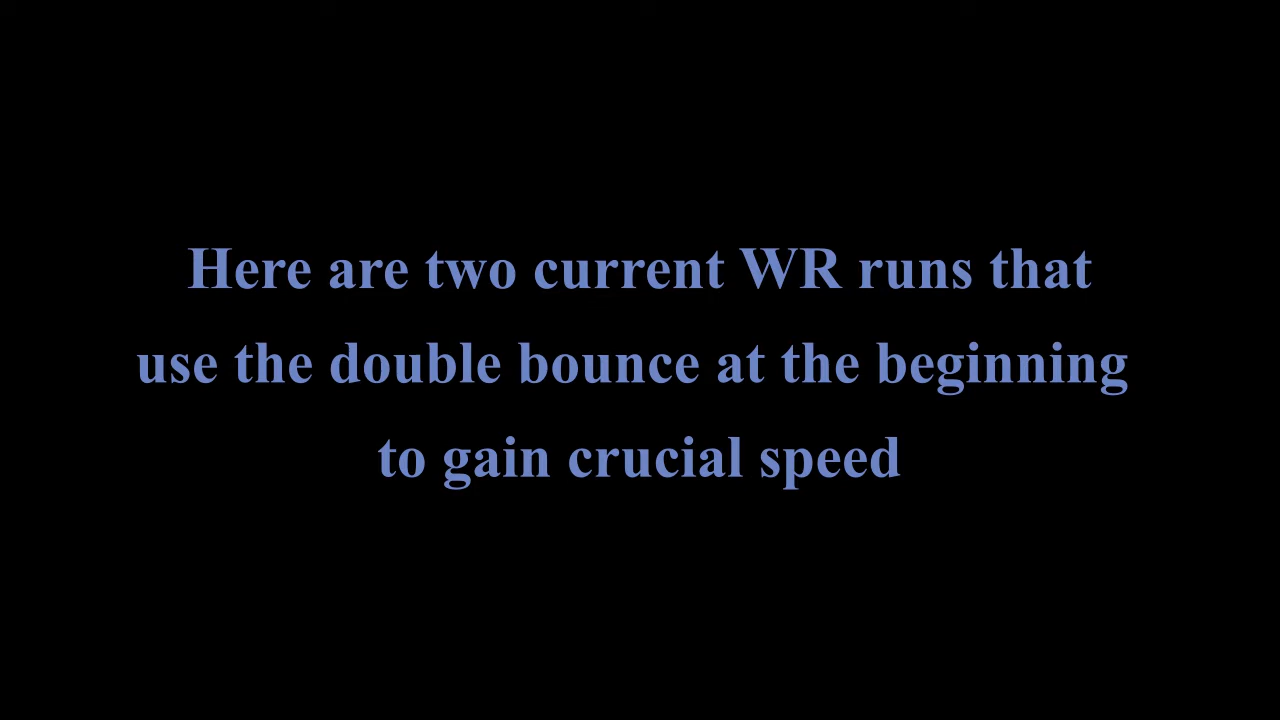 Here are two current WR runs that
use the double bounce at the beginning
to gain crucial speed